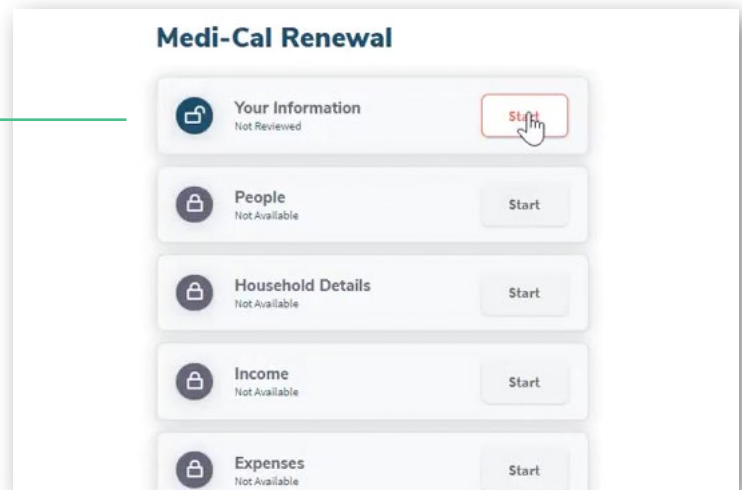 Medi-Cal Renewal
Your Information
Not Reviewed
Start
People
Not Available
Start
Household Details
Not Available
Start
Income
Not Available
Start
Expenses
Not Available
Start